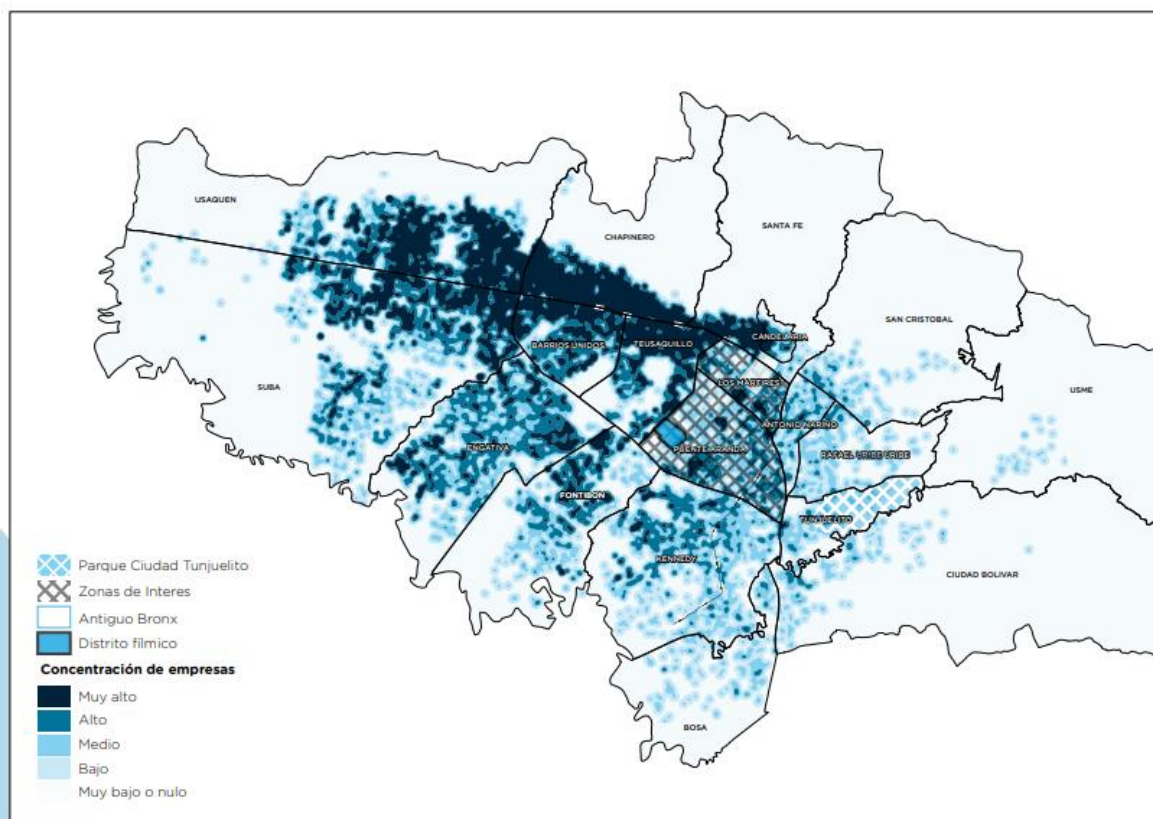 USAQUEN
CHAPINERO
SANTA FE
SAN CRISTOBAL
USME
CANDELARIA
BARRIOS UNIDOS
TEUSAQUILLO
LOS MARTIRES
SUBA
ANTONIO NARIÑO
ENGATIVA
PUENTE ARANDA
RAFAEL URIBE URIBE
FONTIBON
TUNJUELITO
KENNEDY
CIUDAD BOLIVAR
BOSA
Parque Ciudad Tunjuelito
Zonas de Interes
Antiguo Bronx
Distrito fílmico
Concentración de empresas
Muy alto
Alto
Medio
Bajo
Muy bajo o nulo